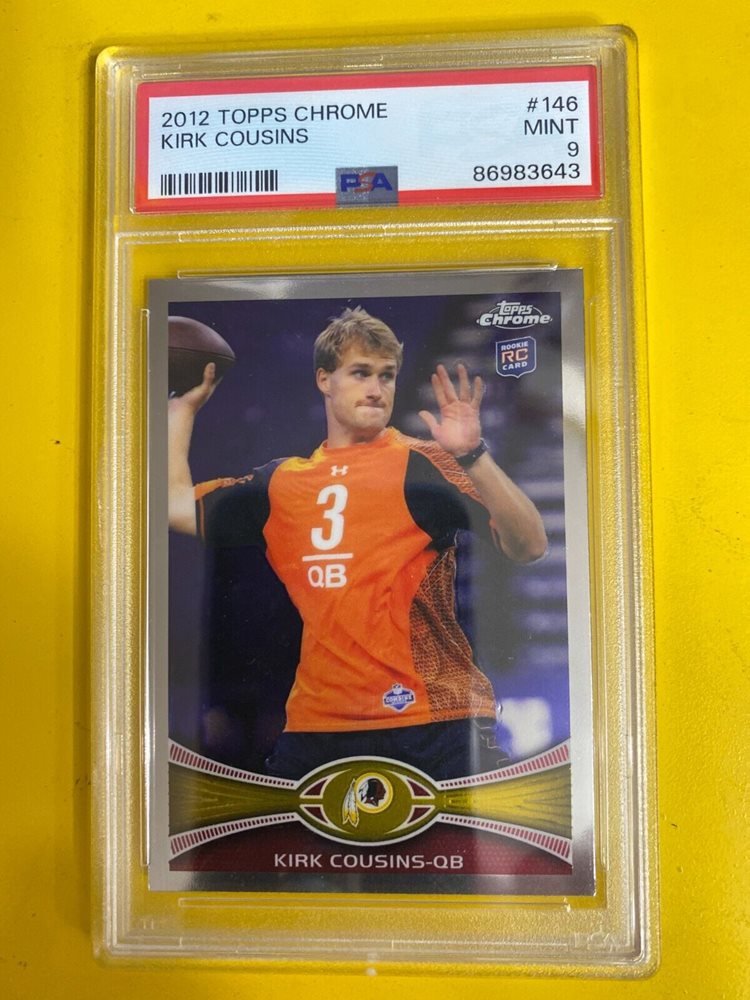 2012 TOPPS CHROME
#146
KIRK COUSINS
MINT
9
PSA
86983643
topps
Chrome
ROOKIE
RC
CARD
3
QB
COMBINE
KIRK COUSINS-QB